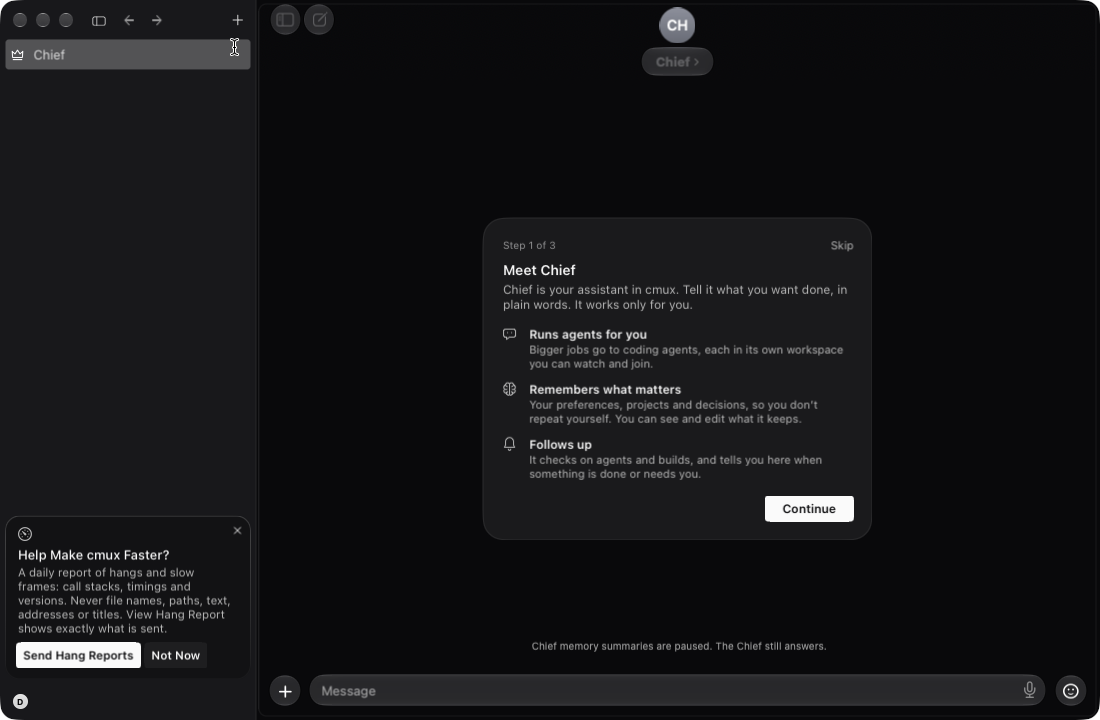 Chief
CH
Chief >
Step 1 of 3
Skip
Meet Chief
Chief is your assistant in cmux. Tell it what you want done, in
plain words. It works only for you.
Runs agents for you
Bigger jobs go to coding agents, each in its own workspace
you can watch and join.
Remembers what matters
Your preferences, projects and decisions, so you don't
repeat yourself. You can see and edit what it keeps.
Follows up
It checks on agents and builds, and tells you here when
something is done or needs you.
Continue
Help Make cmux Faster?
A daily report of hangs and slow
frames: call stacks, timings and
versions. Never file names, paths, text,
addresses or titles. View Hang Report
shows exactly what is sent.
Send Hang Reports
Not Now
Chief memory summaries are paused. The Chief still answers.
Message
D